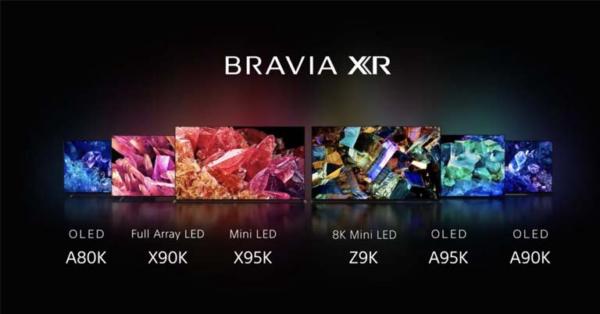 BRAVIA XR
OLED
A80K
Full Array LED
X90K
Mini LED
X95K
8K Mini LED
Z9K
OLED
A95K
OLED
A90K